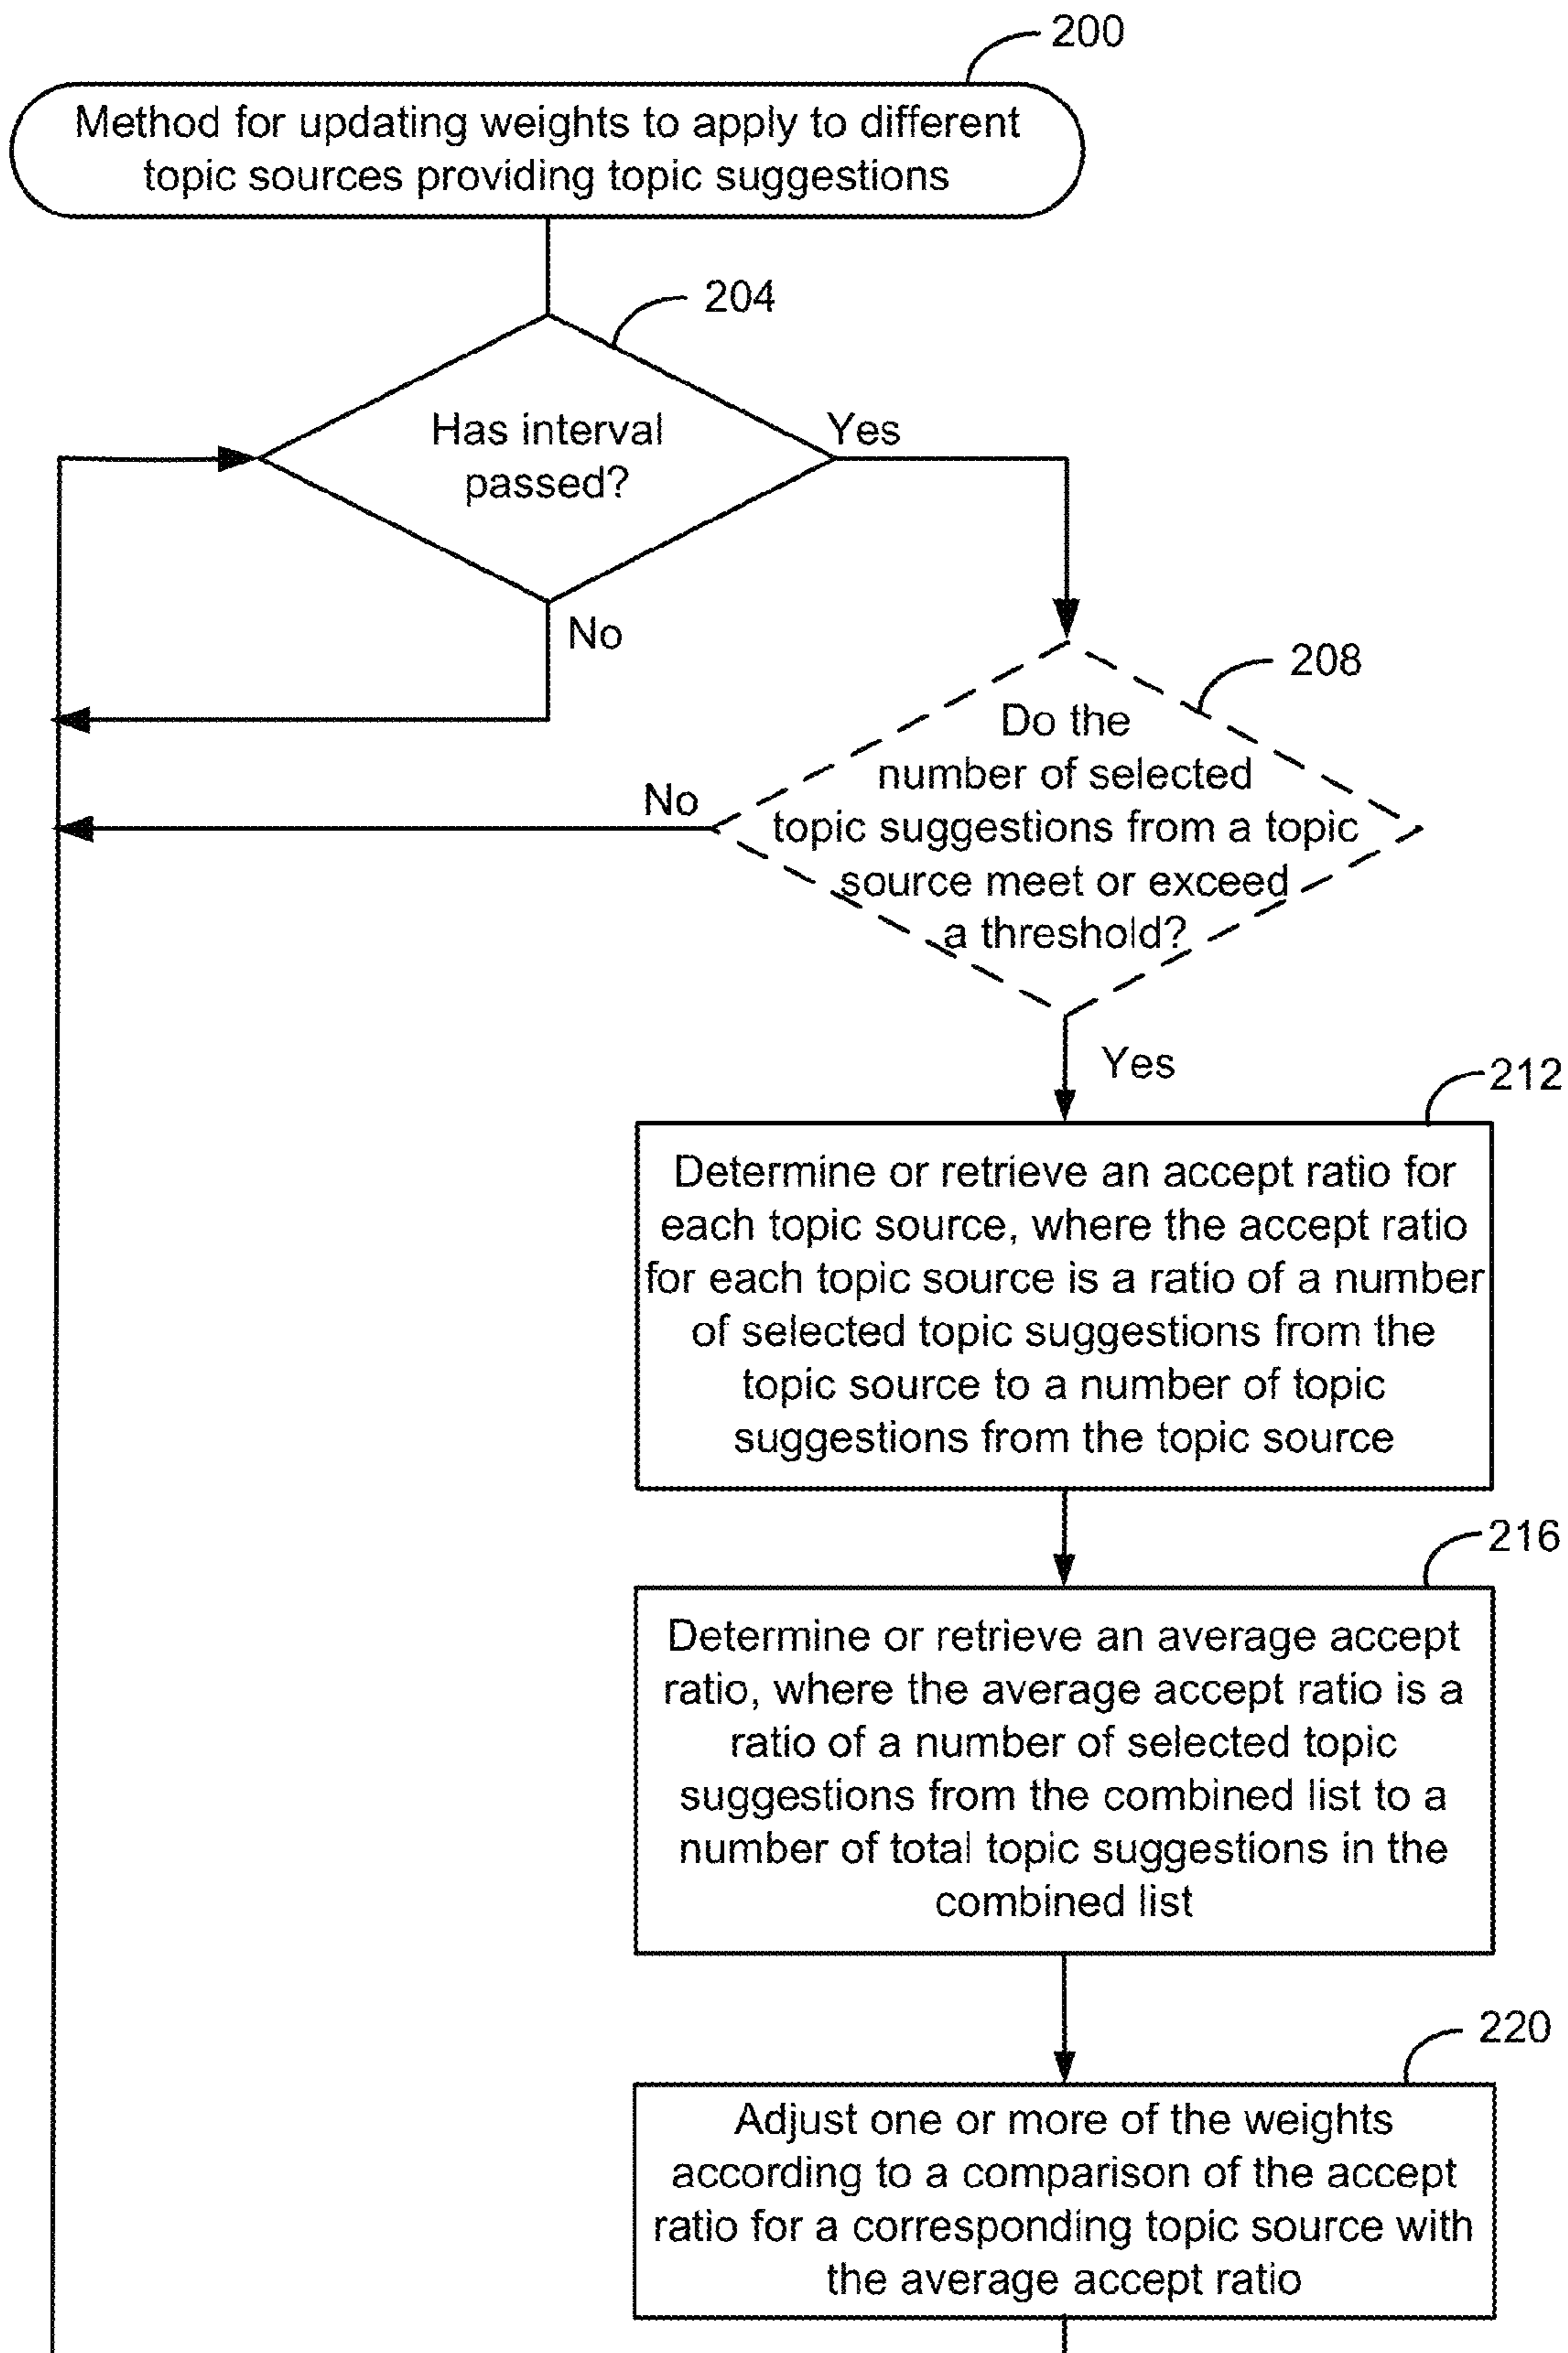 200
Method for updating weights to apply to different
topic sources providing topic suggestions
204
Has interval
passed?
Yes
No
208
Do the
number of selected
topic suggestions from a topic
source meet or exceed
a threshold?
No
Yes
212
Determine or retrieve an accept ratio for
each topic source, where the accept ratio
for each topic source is a ratio of a number
of selected topic suggestions from the
topic source to a number of topic
suggestions from the topic source
216
Determine or retrieve an average accept
ratio, where the average accept ratio is a
ratio of a number of selected topic
suggestions from the combined list to a
number of total topic suggestions in the
combined list
220
Adjust one or more of the weights
according to a comparison of the accept
ratio for a corresponding topic source with
the average accept ratio